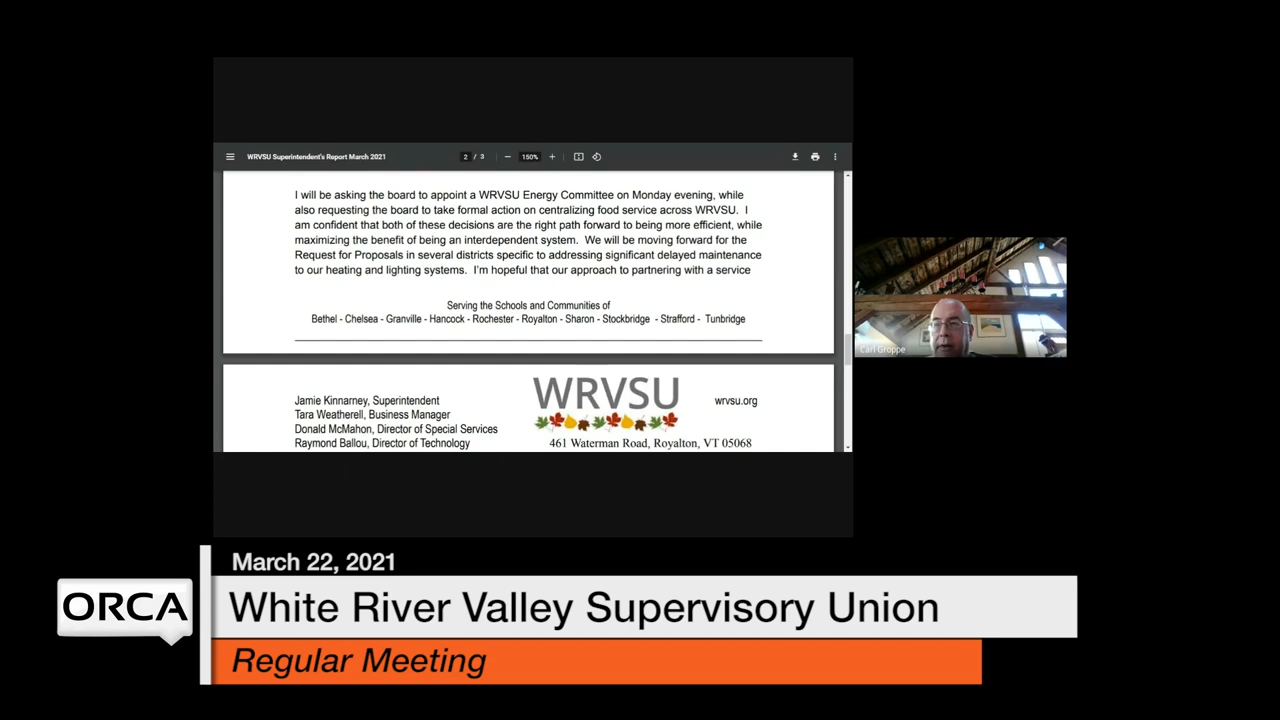 WRVSU Superintendent's Report March 2021
2 / 3
150%
I will be asking the board to appoint a WRVSU Energy Committee on Monday evening, while
also requesting the board to take formal action on centralizing food service across WRVSU. I
am confident that both of these decisions are the right path forward to being more efficient, while
maximizing the benefit of being an interdependent system. We will be moving forward for the
Request for Proposals in several districts specific to addressing significant delayed maintenance
to our heating and lighting systems. I'm hopeful that our approach to partnering with a service
Serving the Schools and Communities of
Bethel - Chelsea - Granville - Hancock - Rochester - Royalton - Sharon - Stockbridge - Strafford - Tunbridge
Jamie Kinnarney, Superintendent
Tara Weatherell, Business Manager
Donald McMahon, Director of Special Services
Raymond Ballou, Director of Technology
WRVSU
wrvsu.org
461 Waterman Road, Royalton, VT 05068
Carl Groppe
March 22, 2021
ORCA
White River Valley Supervisory Union
Regular Meeting